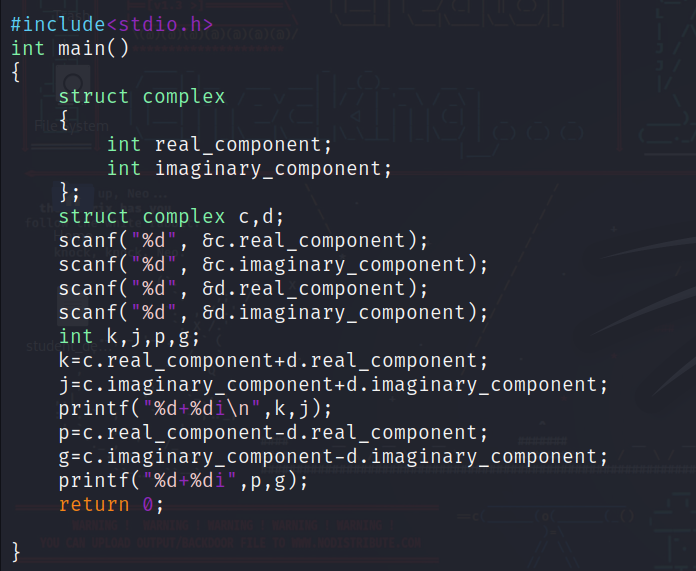 #include<stdio.h>
int main()
{
    struct complex
    {
        int real_component;
        int imaginary_component;
    };
    struct complex c,d;
    scanf("%d", &c.real_component);
    scanf("%d", &c.imaginary_component);
    scanf("%d", &d.real_component);
    scanf("%d", &d.imaginary_component);
    int k,j,p,g;
    k=c.real_component+d.real_component;
    j=c.imaginary_component+d.imaginary_component;
    printf("%d+%di\n",k,j);
    p=c.real_component-d.real_component;
    g=c.imaginary_component-d.imaginary_component;
    printf("%d+%di",p,g);
    return 0;
}